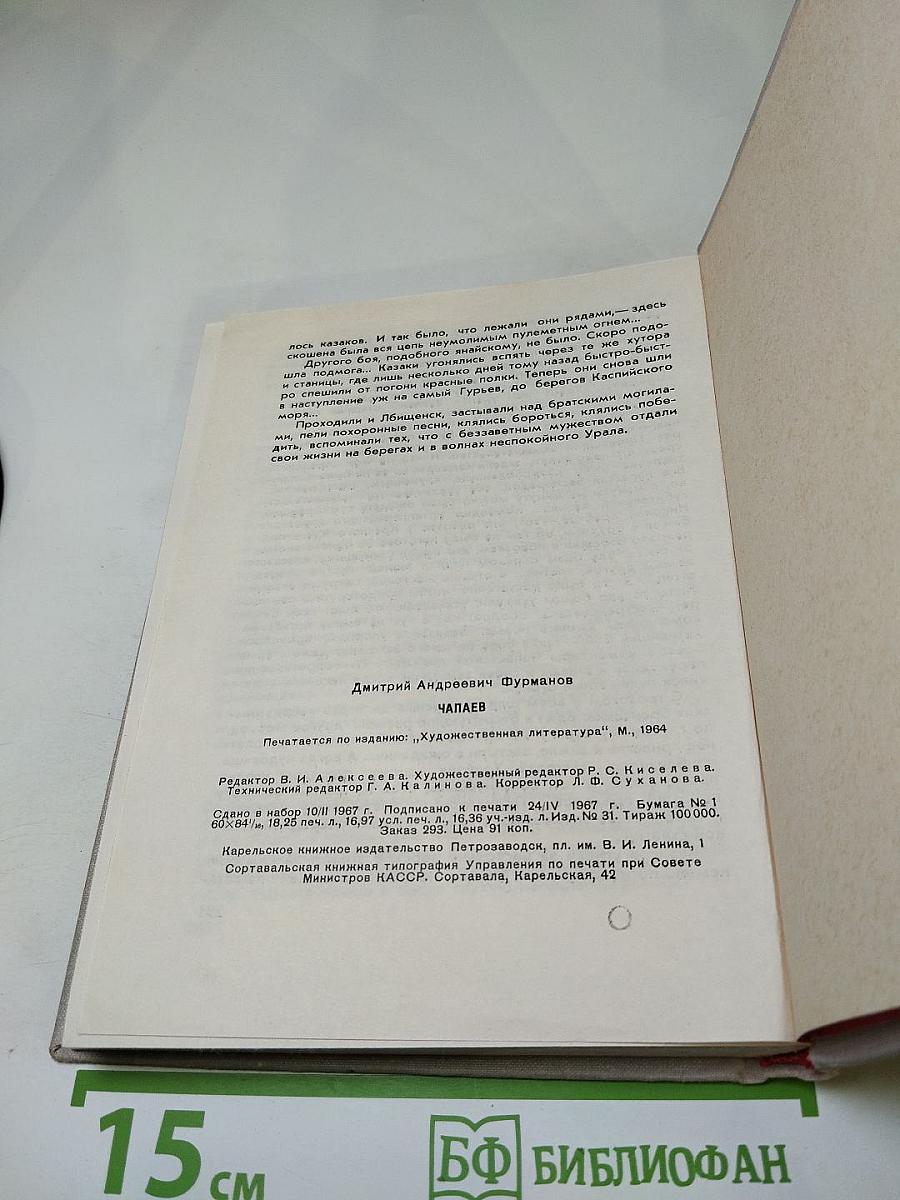 лось казаков. И так было, что лежали они рядами,— здесь
скошена была вся цепь неумолимым пулеметным огнем...
Другого боя, подобного янайскому, не было. Скоро подо-
шла подмога... Казаки угонялись вспять через те же хутора
и станицы, где лишь несколько дней тому назад быстро-быст-
ро спешили от погони красные полки. Теперь они снова шли
в наступление уж на самый Гурьев, до берегов Каспийского
моря...
Проходили и Лбищенск, застывали над братскими могила-
ми, пели похоронные песни, клялись бороться, клялись побе-
дить, вспоминали тех, что с беззаветным мужеством отдали
свои жизни на берегах и в волнах неспокойного Урала.
Дмитрий Андреевич Фурманов
ЧАПАЕВ
Печатается по изданию: „Художественная литература“, М., 1964
Редактор В. И. Алексеева. Художественный редактор Р. С. Киселева.
Технический редактор Г. А. Калинова. Корректор Л. Ф. Суханова.
Сдано в набор 10/II 1967 г. Подписано к печати 24/IV 1967 г. Бумага № 1
60×84¹/₁₆, 18,25 печ. л., 16,97 усл. печ. л., 16,36 уч.-изд. л. Изд. № 31. Тираж 100 000.
Заказ 293. Цена 91 коп.
Карельское книжное издательство Петрозаводск, пл. им. В. И. Ленина, 1
Сортавальская книжная типография Управления по печати при Совете
Министров КАССР. Сортавала, Карельская, 42
15 см
БФ БИБЛИОФАН